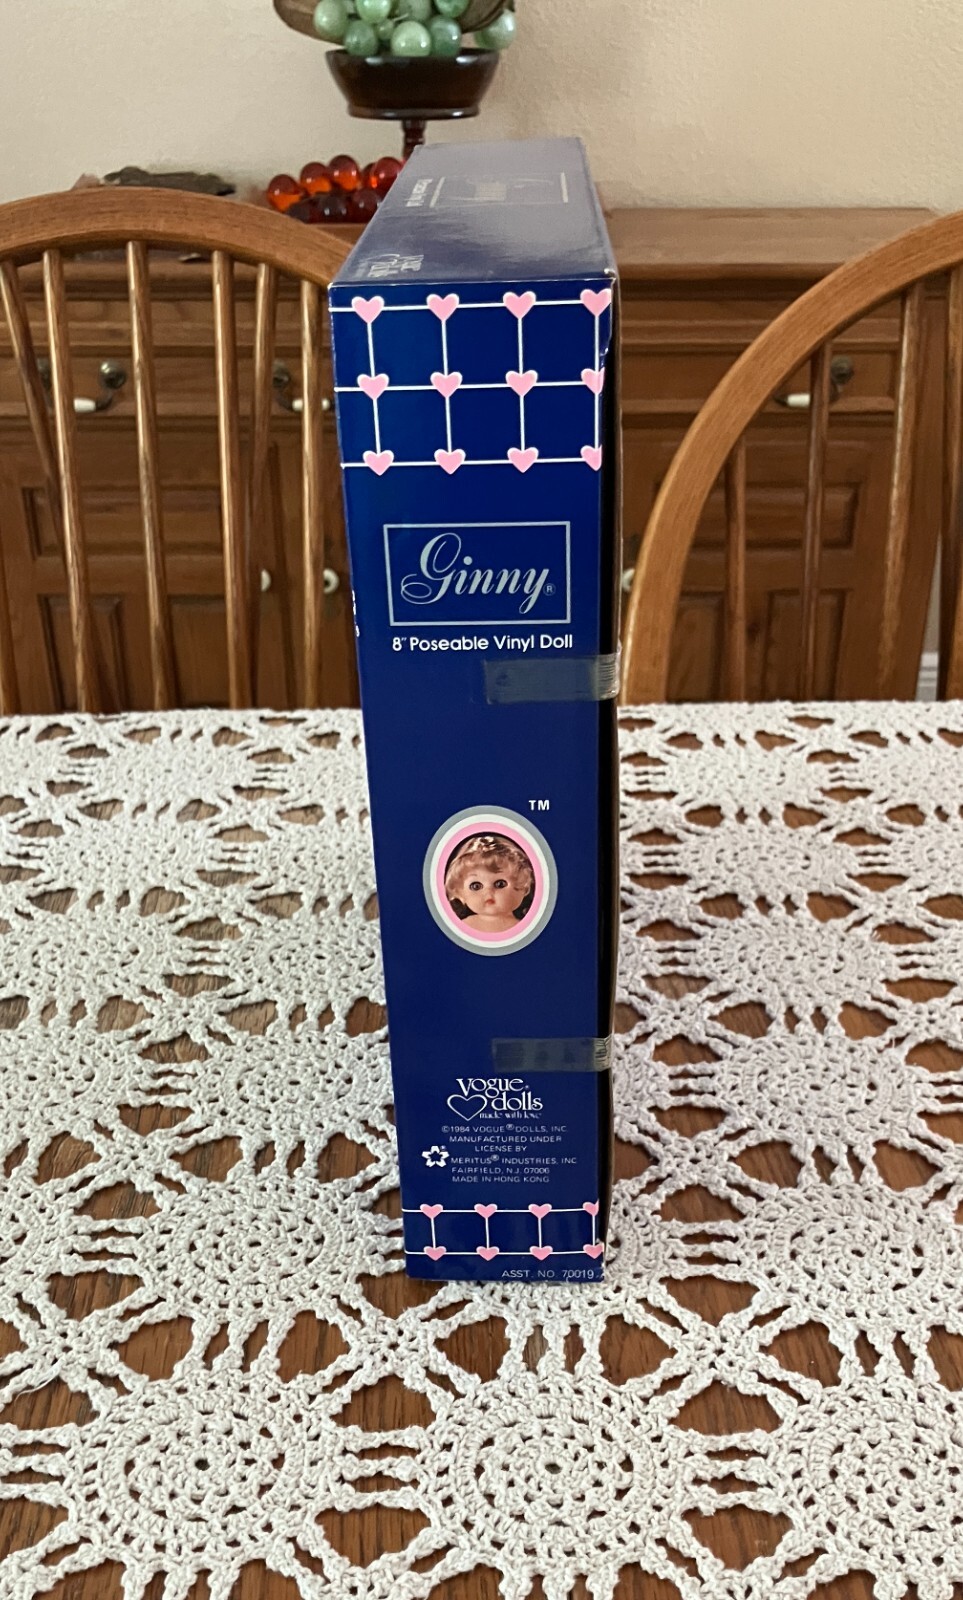 Ginny®
8" Poseable Vinyl Doll
TM
Vogue®
dolls
made with love
©1984 VOGUE® DOLLS, INC.
MANUFACTURED UNDER
LICENSE BY
MERITUS® INDUSTRIES, INC
FAIRFIELD, N.J. 07006
MADE IN HONG KONG
ASST. NO. 70019